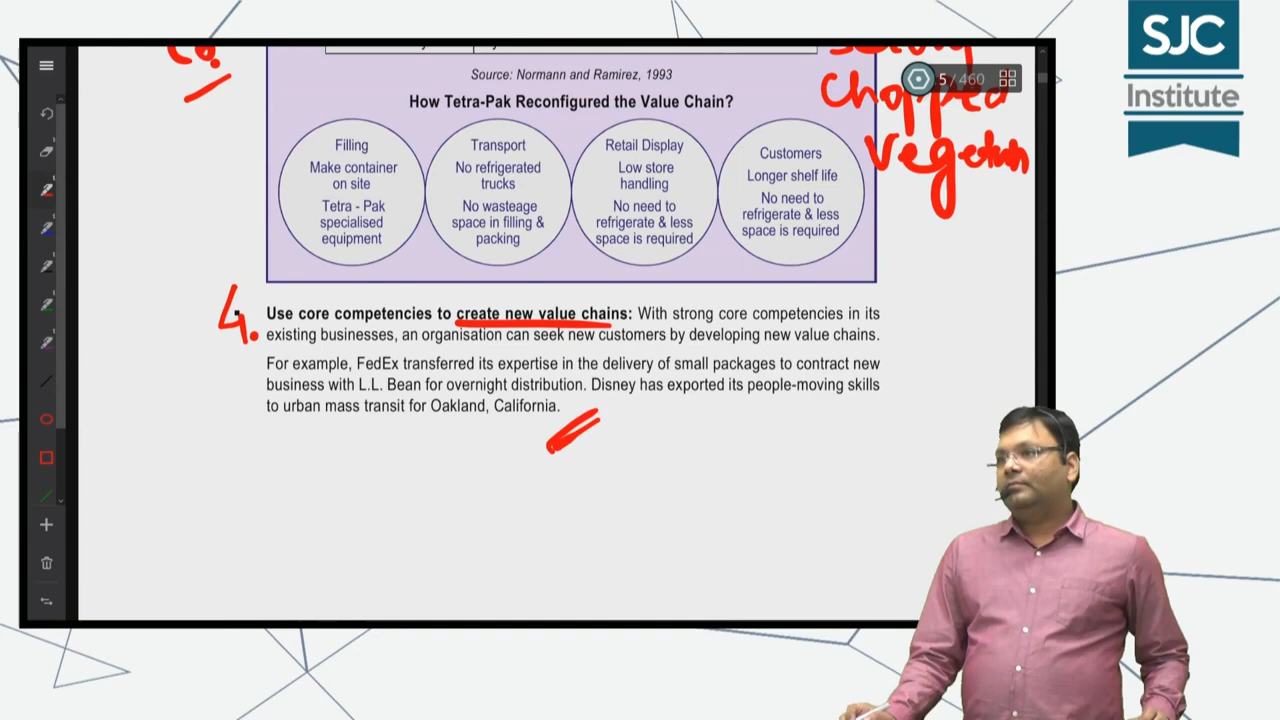 SJC
Institute
Co.
5 / 460
Source: Normann and Ramirez, 1993
Chopped
How Tetra-Pak Reconfigured the Value Chain?
Filling
Make container
on site
Tetra - Pak
specialised
equipment
Transport
No refrigerated
trucks
No wasteage
space in filling &
packing
Retail Display
Low store
handling
No need to
refrigerate & less
space is required
Customers
Longer shelf life
No need to
refrigerate & less
space is required
4.
Use core competencies to create new value chains: With strong core competencies in its
existing businesses, an organisation can seek new customers by developing new value chains.
For example, FedEx transferred its expertise in the delivery of small packages to contract new
business with L.L. Bean for overnight distribution. Disney has exported its people-moving skills
to urban mass transit for Oakland, California.